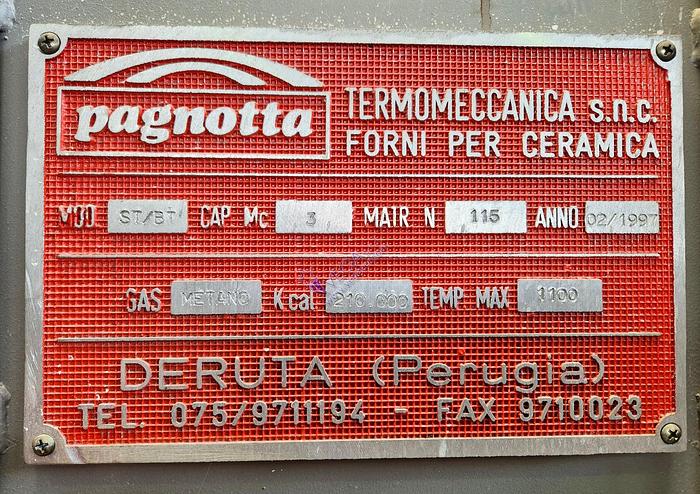 pagnotta
TERMOMECCANICA s.n.c.
FORNI PER CERAMICA
MOD ST/BT CAP Mc 3 MATR N 115 ANNO 02/1997
GAS METANO Kcal 216.000 TEMP MAX 1100
DERUTA (Perugia)
TEL. 075/9711194 - FAX 9710023